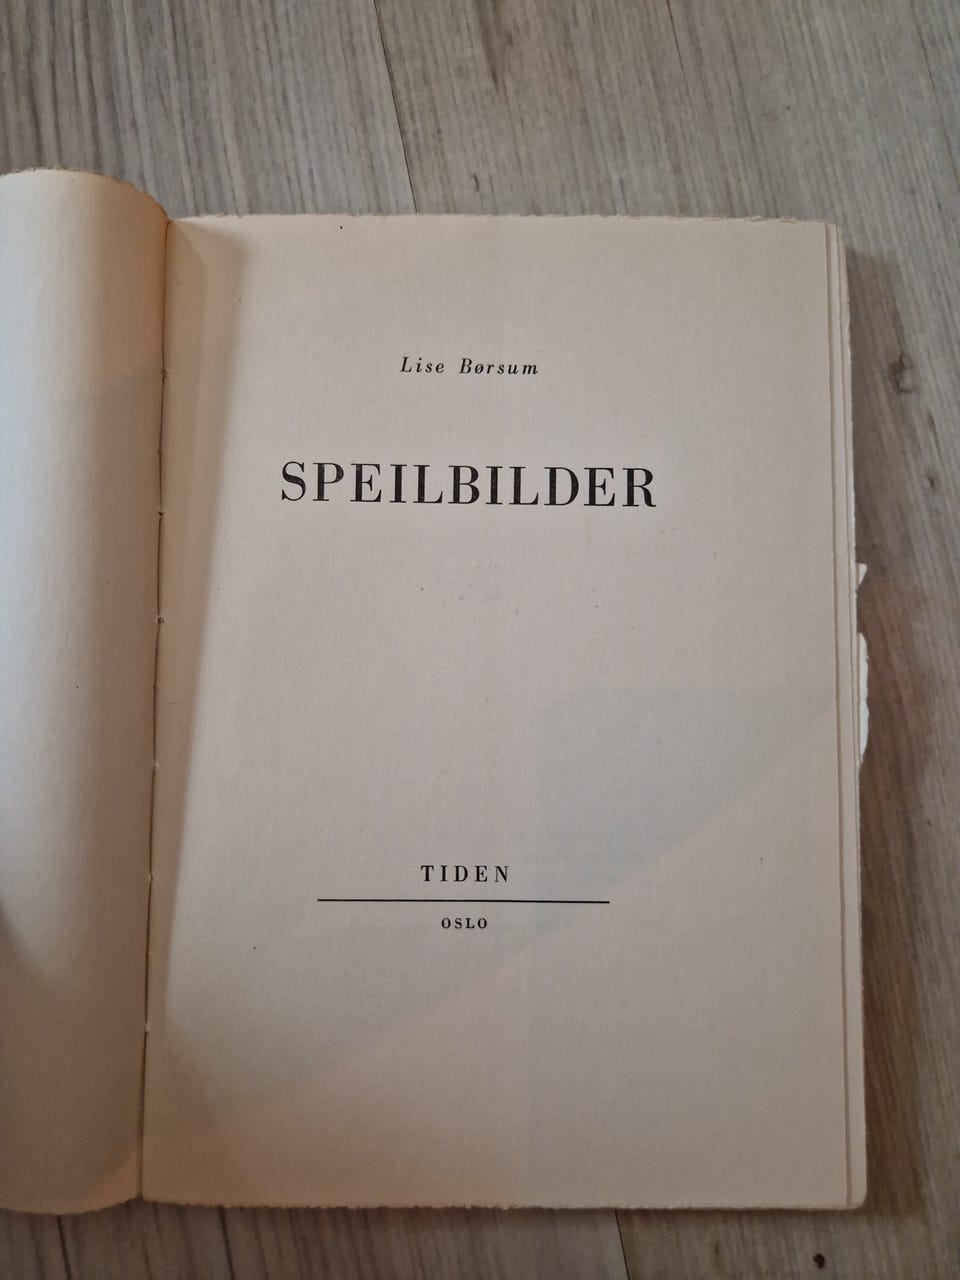 Lise Børsum
SPEILBILDER
TIDEN
OSLO